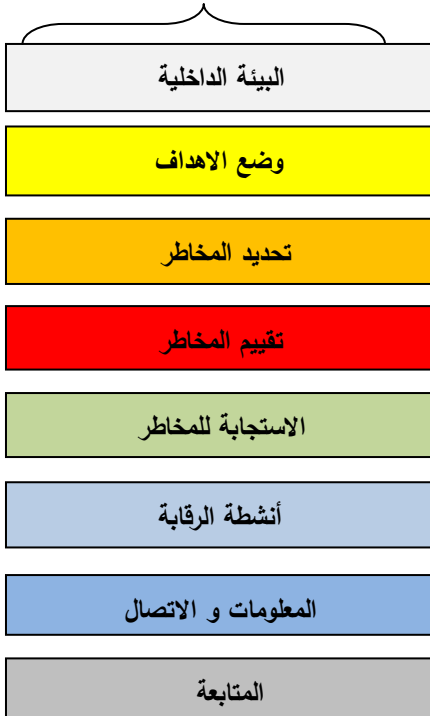 البيئة الداخلية
وضع الاهداف
تحديد المخاطر
تقييم المخاطر
الاستجابة للمخاطر
أنشطة الرقابة
المعلومات و الاتصال
المتابعة